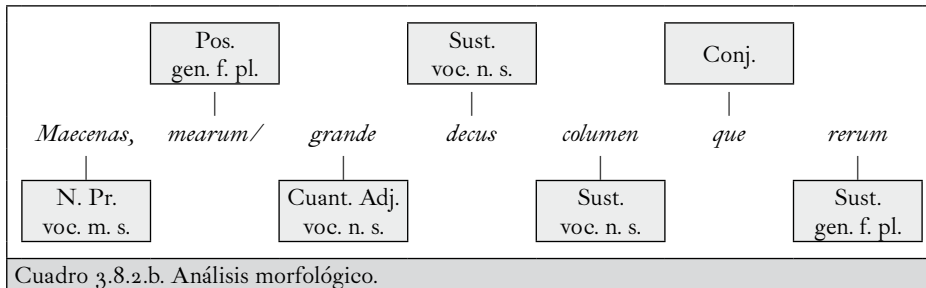 Pos. Sust. Conj.
gen. f. pl. voc. n. s.
Maecenas, mearum/ grande decus columen que rerum
N. Pr. Cuant. Adj. Sust. Sust.
voc. m. s. voc. n. s. voc. n. s. gen. f. pl.
Cuadro 3.8.2.b. Análisis morfológico.